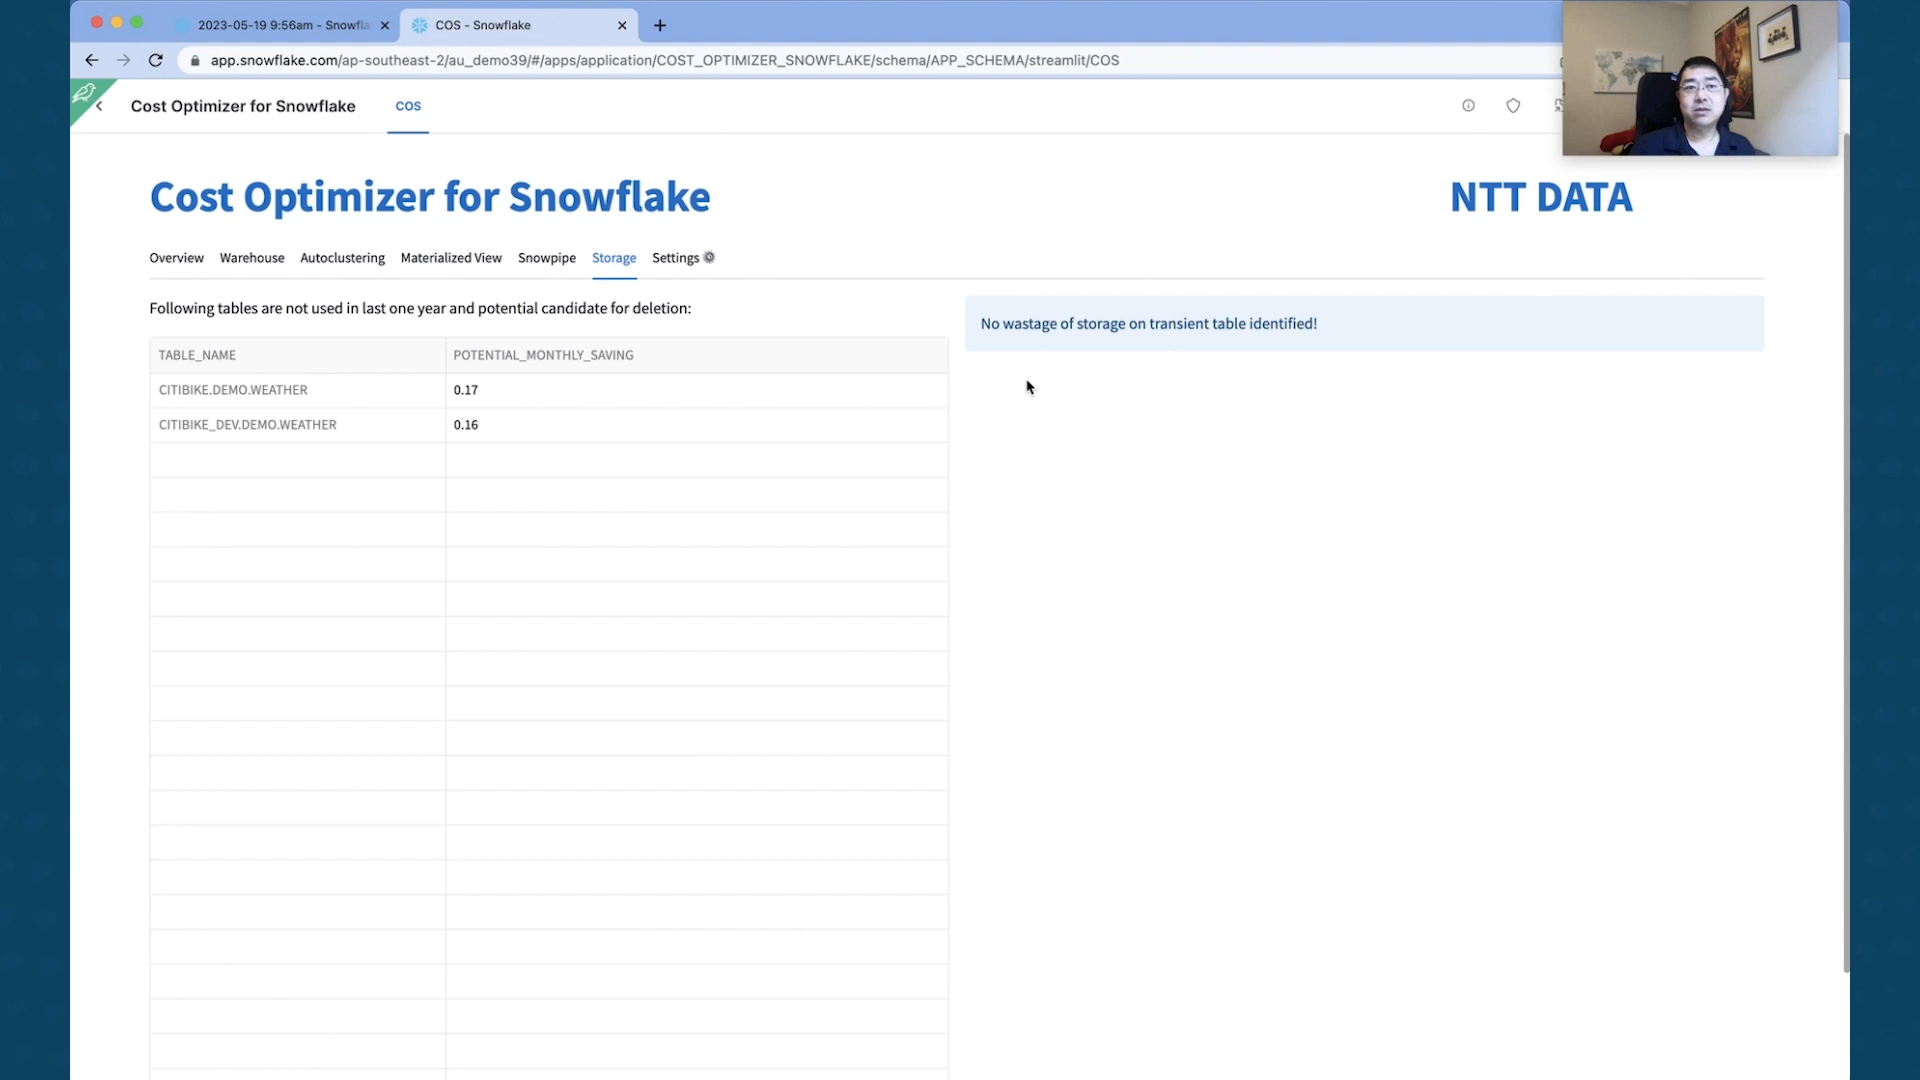 2023-05-19 9:56am - Snowfla
COS - Snowflake
app.snowflake.com/ap-southeast-2/au_demo39/#/apps/application/COST_OPTIMIZER_SNOWFLAKE/schema/APP_SCHEMA/streamlit/COS
Cost Optimizer for Snowflake COS
Cost Optimizer for Snowflake
NTT DATA
Overview Warehouse Autoclustering Materialized View Snowpipe Storage Settings
Following tables are not used in last one year and potential candidate for deletion:
No wastage of storage on transient table identified!
TABLE_NAME POTENTIAL_MONTHLY_SAVING
CITIBIKE.DEMO.WEATHER 0.17
CITIBIKE_DEV.DEMO.WEATHER 0.16